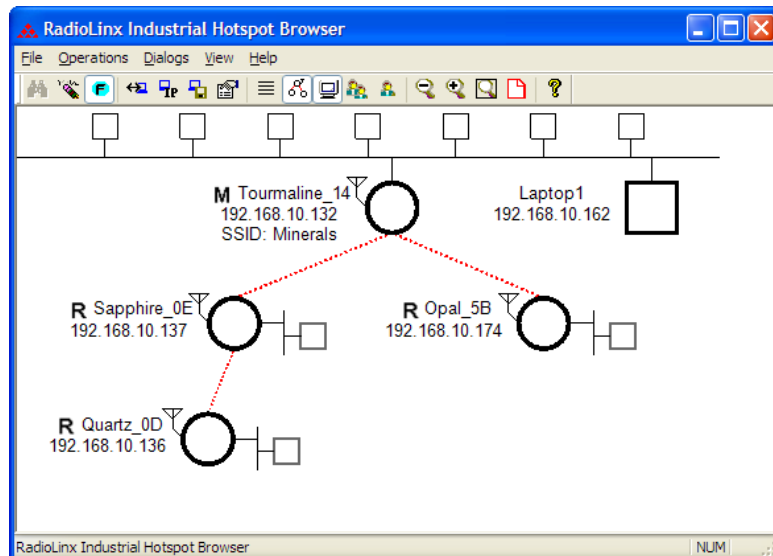 RadioLinx Industrial Hotspot Browser
File Operations Dialogs View Help
F IP ?
M Tourmaline_14
192.168.10.132
SSID: Minerals
Laptop1
192.168.10.162
R Sapphire_0E
192.168.10.137
R Opal_5B
192.168.10.174
R Quartz_0D
192.168.10.136
RadioLinx Industrial Hotspot Browser NUM